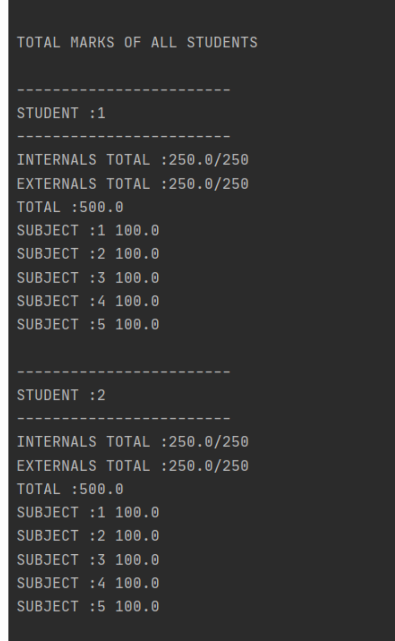 TOTAL MARKS OF ALL STUDENTS
------------------------
STUDENT :1
------------------------
INTERNALS TOTAL :250.0/250
EXTERNALS TOTAL :250.0/250
TOTAL :500.0
SUBJECT :1 100.0
SUBJECT :2 100.0
SUBJECT :3 100.0
SUBJECT :4 100.0
SUBJECT :5 100.0
------------------------
STUDENT :2
------------------------
INTERNALS TOTAL :250.0/250
EXTERNALS TOTAL :250.0/250
TOTAL :500.0
SUBJECT :1 100.0
SUBJECT :2 100.0
SUBJECT :3 100.0
SUBJECT :4 100.0
SUBJECT :5 100.0